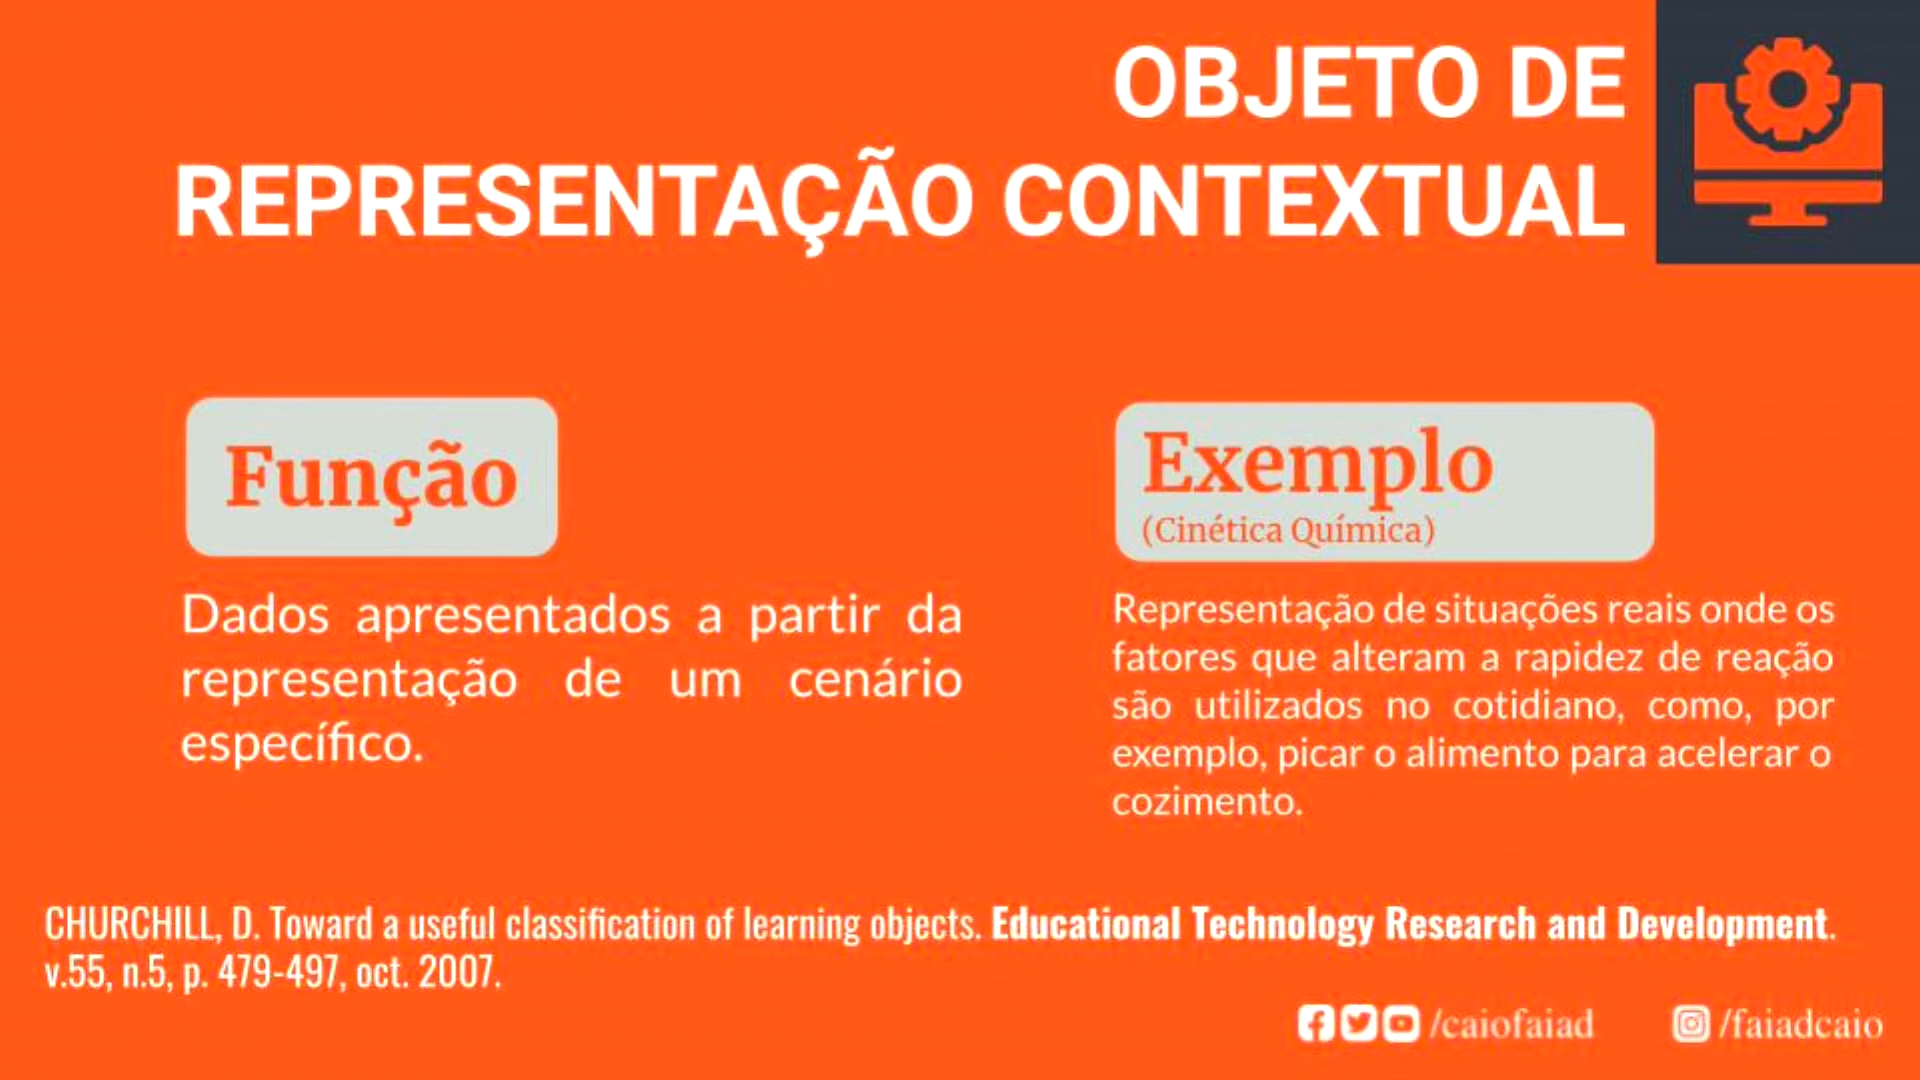 OBJETO DE
REPRESENTAÇÃO CONTEXTUAL
Função
Dados apresentados a partir da
representação de um cenário
específico.
Exemplo
(Cinética Química)
Representação de situações reais onde os
fatores que alteram a rapidez de reação
são utilizados no cotidiano, como, por
exemplo, picar o alimento para acelerar o
cozimento.
CHURCHILL, D. Toward a useful classification of learning objects. Educational Technology Research and Development.
v.55, n.5, p. 479-497, oct. 2007.
/caiofaiad
/faiadcaio